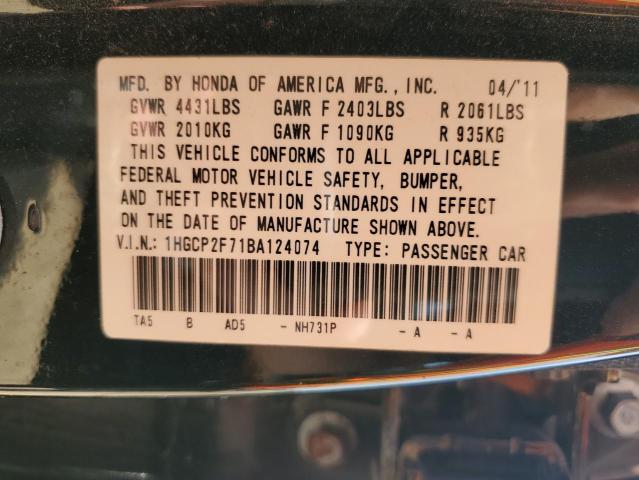 MFD. BY HONDA OF AMERICA MFG., INC. 04/'11
GVWR 4431LBS GAWR F 2403LBS R 2061LBS
GVWR 2010KG GAWR F 1090KG R 935KG
THIS VEHICLE CONFORMS TO ALL APPLICABLE
FEDERAL MOTOR VEHICLE SAFETY, BUMPER,
AND THEFT PREVENTION STANDARDS IN EFFECT
ON THE DATE OF MANUFACTURE SHOWN ABOVE.
V.I.N.: 1HGCP2F71BA124074 TYPE: PASSENGER CAR
TA5 B AD5 - NH731P - A - A